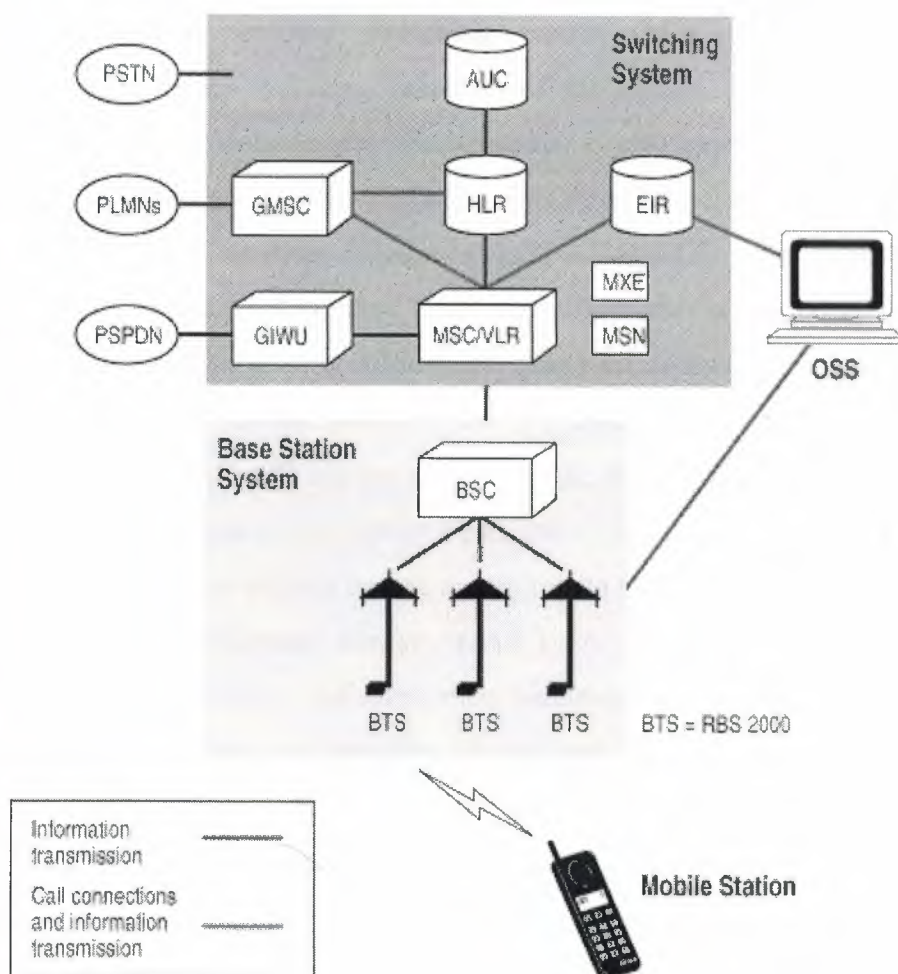 Switching
System
PSTN
AUC
PLMNs
GMSC
HLR
EIR
MXE
PSPDN
GIWU
MSC/VLR
MSN
OSS
Base Station
System
BSC
BTS
BTS
BTS
BTS = RBS 2000
Information
transmission
Call connections
and information
transmission
Mobile Station